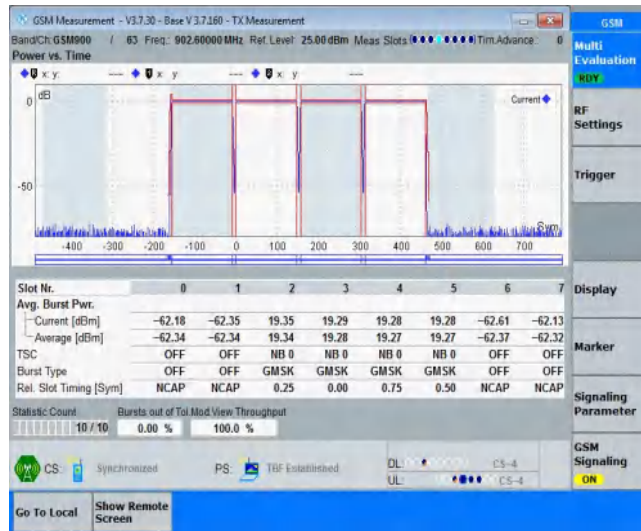 GSM Measurement - V3.7.30 - Base V 3.7.160 - TX Measurement
GSM
Band/Ch: GSM900 / 63 Freq.: 902.60000 MHz Ref. Level: 25.00 dBm Meas Slots Tim.Advance: 0
Multi Evaluation
RDY
Power vs. Time
x: y: --- x: y: --- x: y: ---
dB
Current
0
-50
Sym
-400 -300 -200 -100 0 100 200 300 400 500 600 700
RF Settings
Trigger
Slot Nr. 0 1 2 3 4 5 6 7
Avg. Burst Pwr.
Current [dBm] -62.18 -62.35 19.35 19.29 19.28 19.28 -62.61 -62.13
Average [dBm] -62.34 -62.34 19.34 19.28 19.27 19.27 -62.37 -62.32
TSC OFF OFF NB 0 NB 0 NB 0 NB 0 OFF OFF
Burst Type OFF OFF GMSK GMSK GMSK GMSK OFF OFF
Rel. Slot Timing [Sym] NCAP NCAP 0.25 0.00 0.75 0.50 NCAP NCAP
Display
Marker
Signaling Parameter
Statistic Count Bursts out of Tol. Mod.View Throughput
10 / 10 0.00 % 100.0 %
CS: Synchronized PS: TBF Established DL: CS-4
UL: CS-4
GSM Signaling
ON
Go To Local
Show Remote Screen